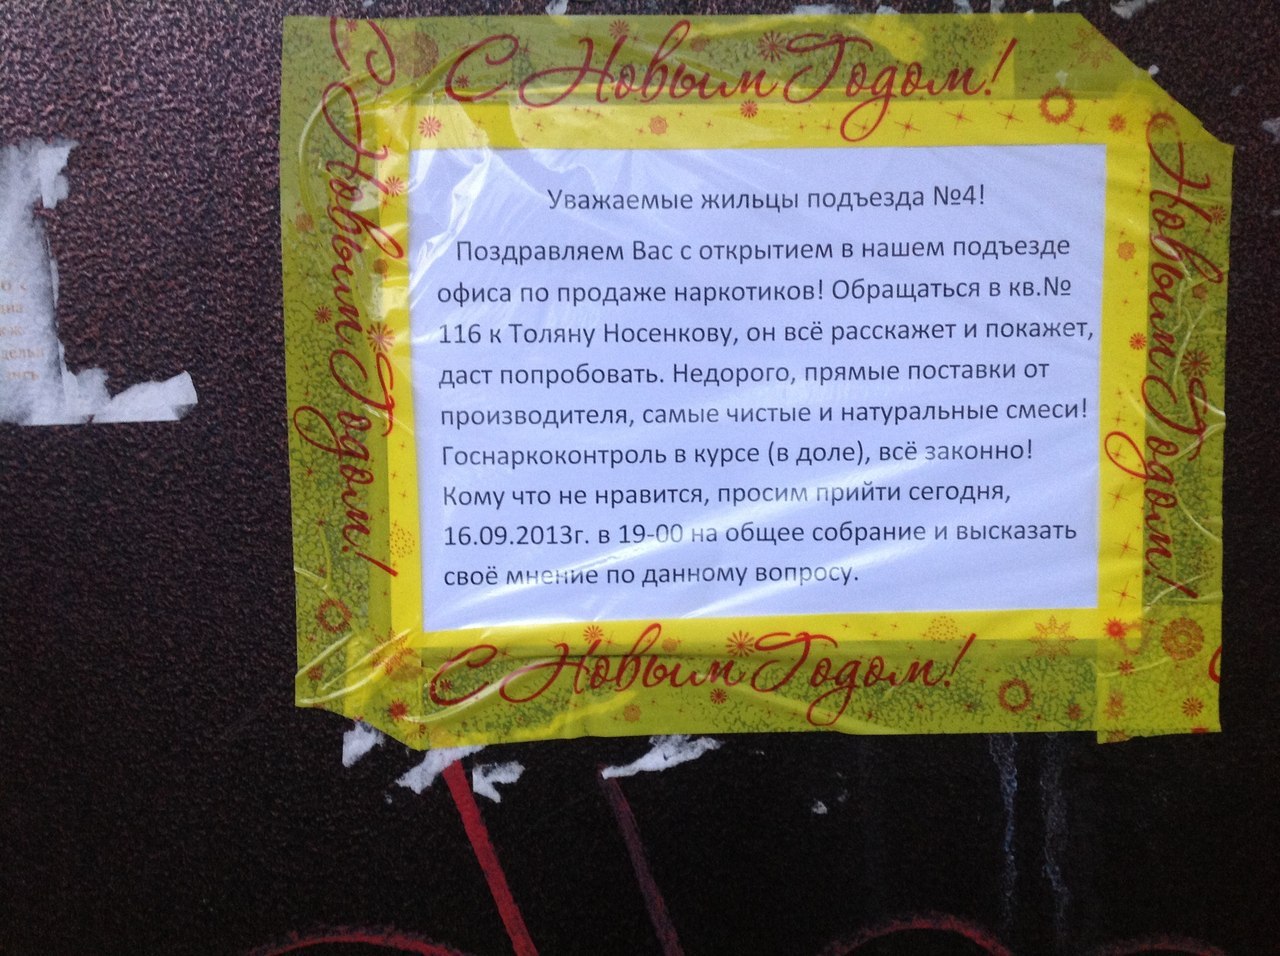 С Новым Годом!
С Новым Годом!
Уважаемые жильцы подъезда №4!
Поздравляем Вас с открытием в нашем подъезде
офиса по продаже наркотиков! Обращаться в кв.№
116 к Толяну Носенкову, он всё расскажет и покажет,
даст попробовать. Недорого, прямые поставки от
производителя, самые чистые и натуральные смеси!
Госнаркоконтроль в курсе (в доле), всё законно!
Кому что не нравится, просим прийти сегодня,
16.09.2013г. в 19-00 на общее собрание и высказать
своё мнение по данному вопросу.
Новым Годом!
С Новым Годом!